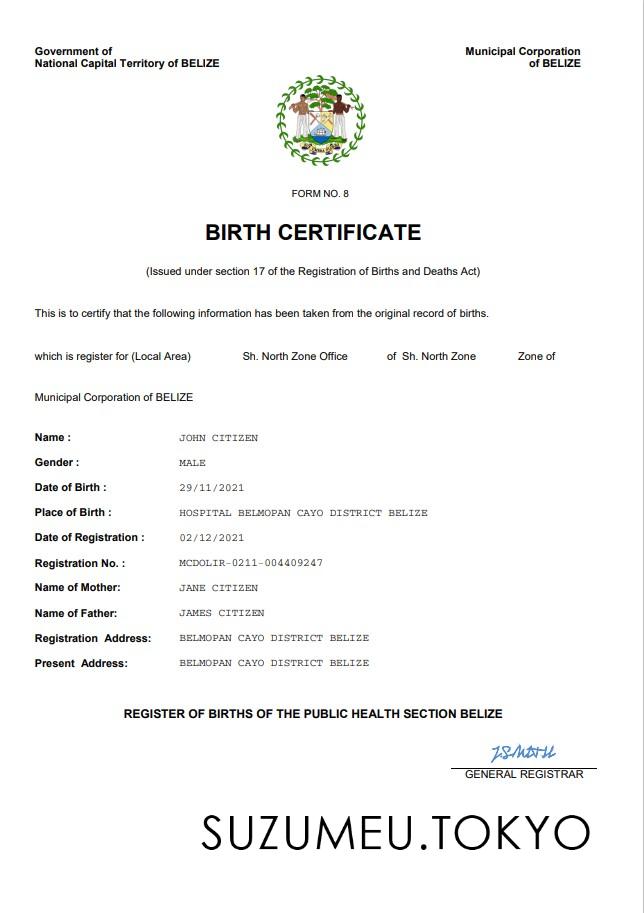 Government of
National Capital Territory of BELIZE
Municipal Corporation
of BELIZE
FORM NO. 8
BIRTH CERTIFICATE
(Issued under section 17 of the Registration of Births and Deaths Act)
This is to certify that the following information has been taken from the original record of births.
which is register for (Local Area) Sh. North Zone Office of Sh. North Zone Zone of
Municipal Corporation of BELIZE
Name : JOHN CITIZEN
Gender : MALE
Date of Birth : 29/11/2021
Place of Birth : HOSPITAL BELMOPAN CAYO DISTRICT BELIZE
Date of Registration : 02/12/2021
Registration No. : MCDOLIR-0211-004409247
Name of Mother: JANE CITIZEN
Name of Father: JAMES CITIZEN
Registration Address: BELMOPAN CAYO DISTRICT BELIZE
Present Address: BELMOPAN CAYO DISTRICT BELIZE
REGISTER OF BIRTHS OF THE PUBLIC HEALTH SECTION BELIZE
GENERAL REGISTRAR
SUZUMEU.TOKYO